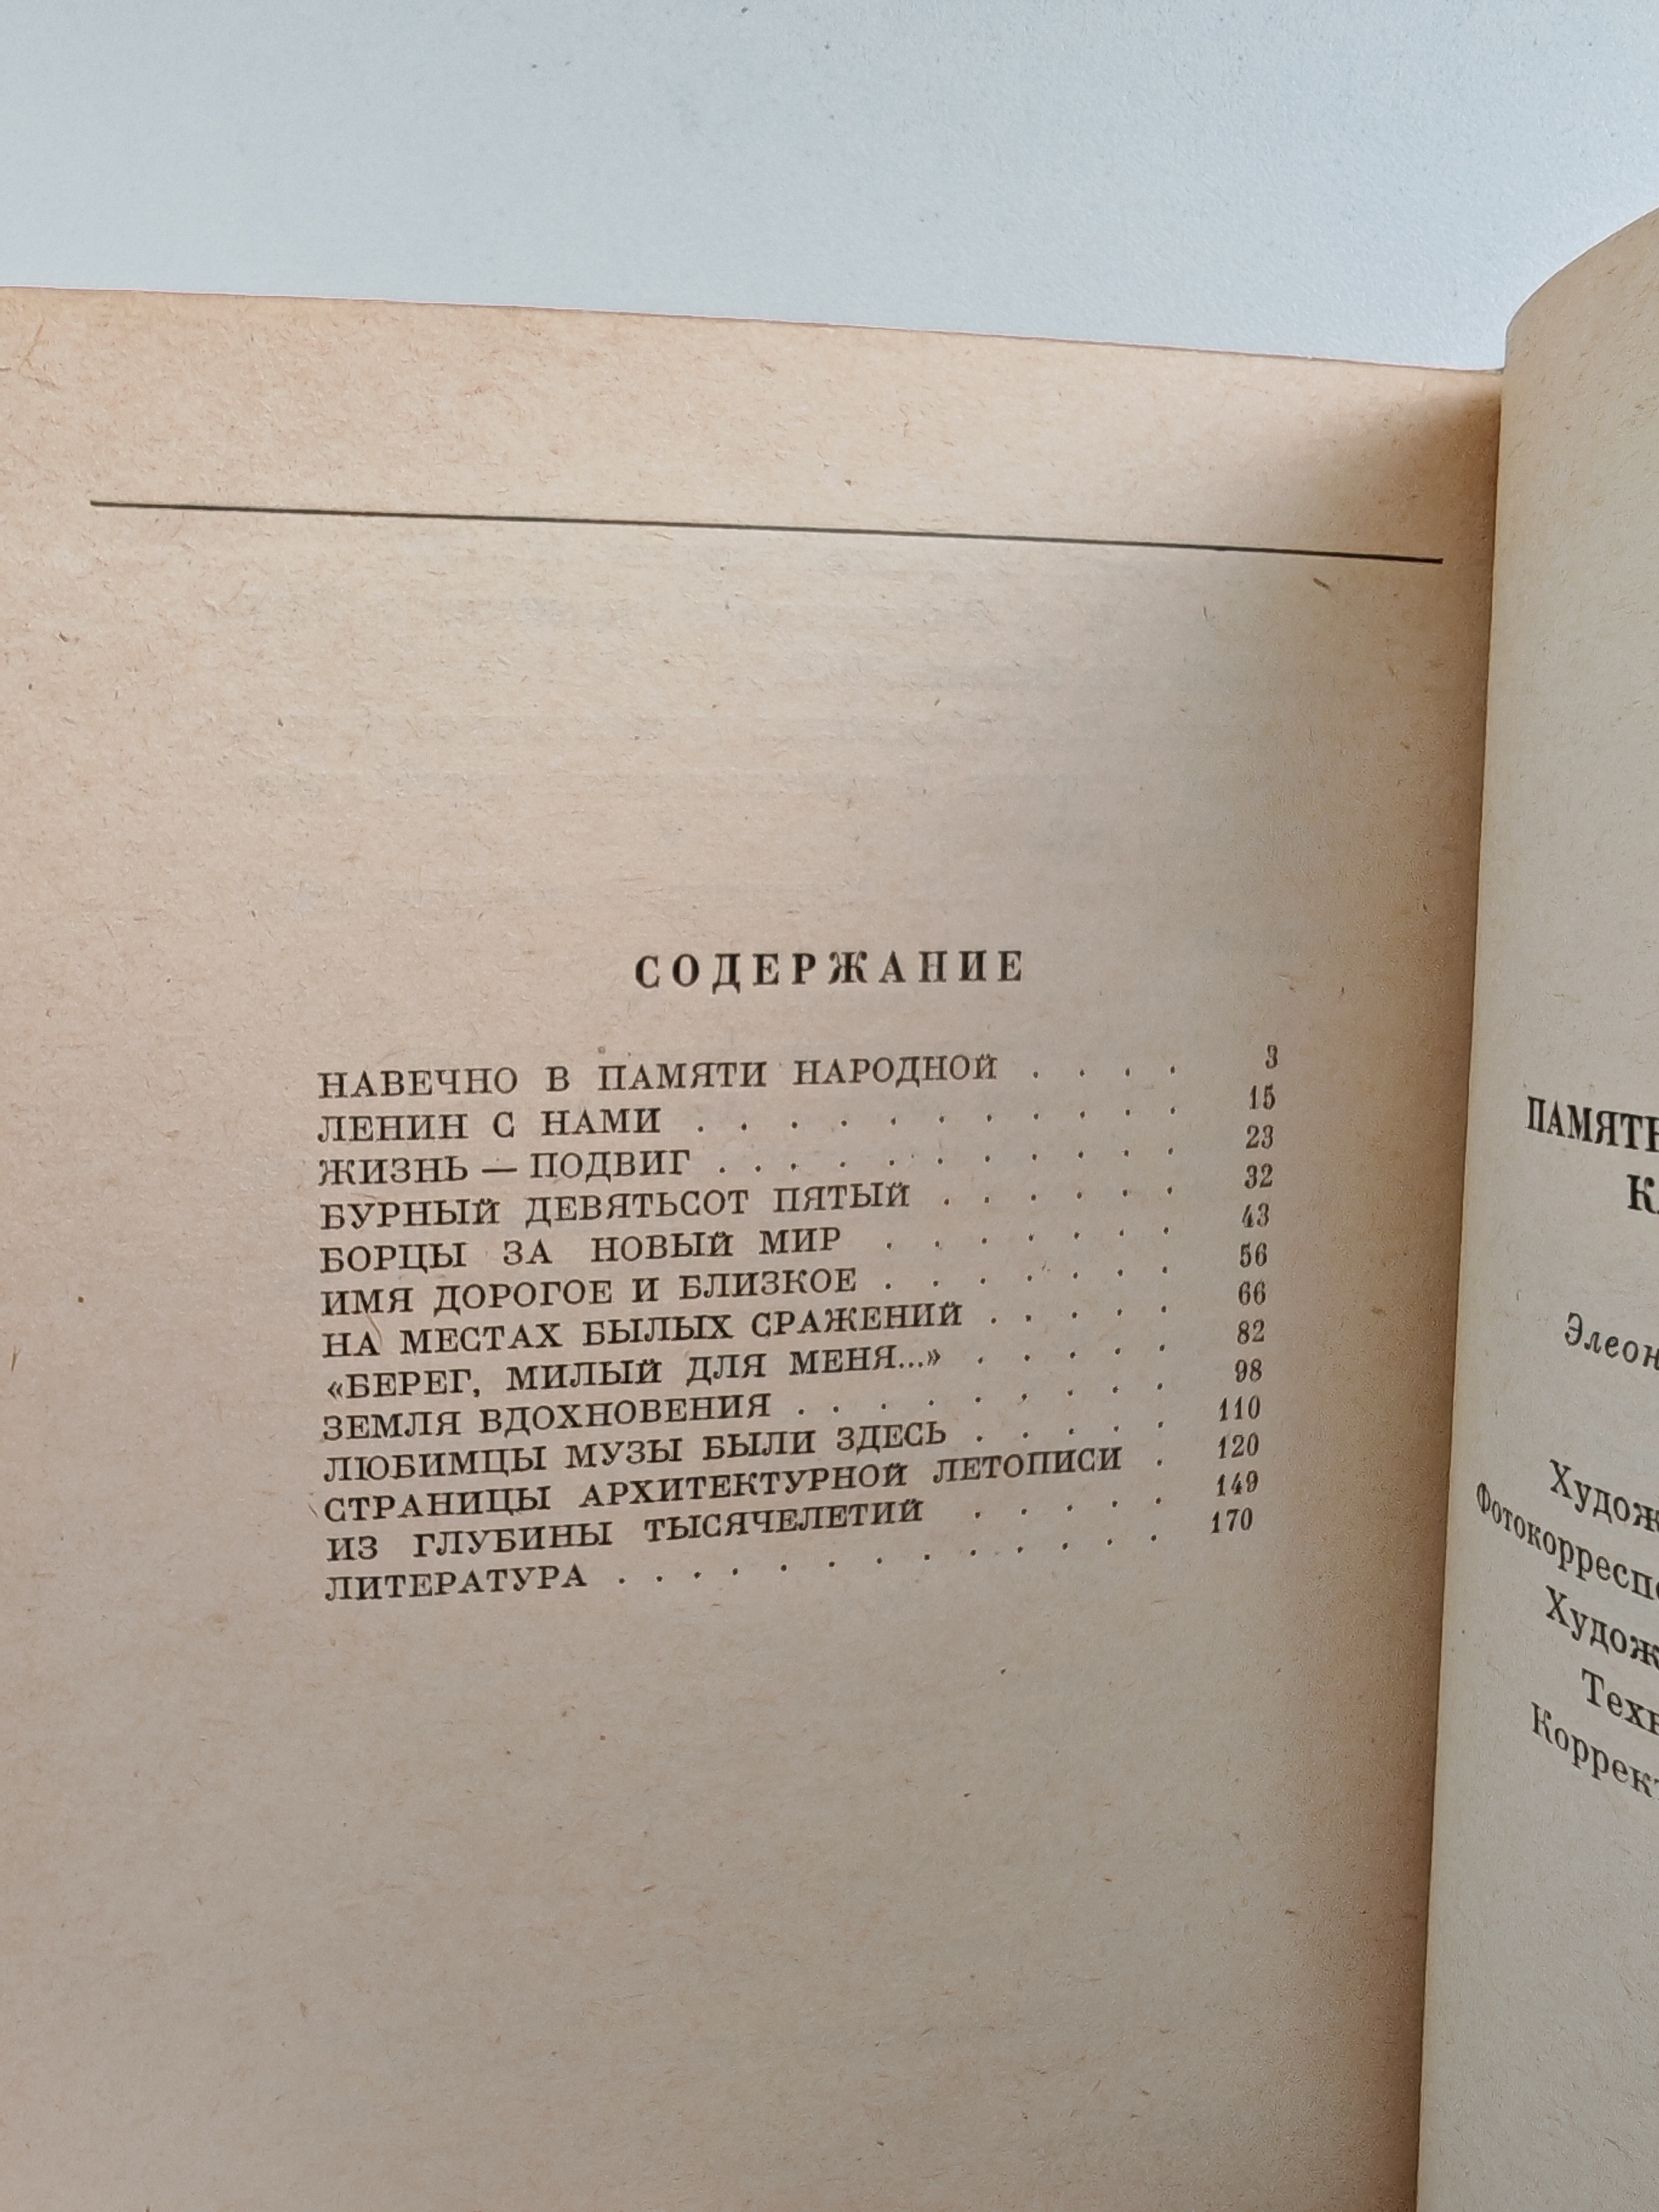 СОДЕРЖАНИЕ
НАВЕЧНО В ПАМЯТИ НАРОДНОЙ . . . . 3
ЛЕНИН С НАМИ . . . . . . . . . . 15
ЖИЗНЬ — ПОДВИГ . . . . . . . . . . 23
БУРНЫЙ ДЕВЯТЬСОТ ПЯТЫЙ . . . . . . 32
БОРЦЫ ЗА НОВЫЙ МИР . . . . . . . 43
ИМЯ ДОРОГОЕ И БЛИЗКОЕ . . . . . . . 56
НА МЕСТАХ БЫЛЫХ СРАЖЕНИЙ . . . . . 66
«БЕРЕГ, МИЛЫЙ ДЛЯ МЕНЯ...» . . . . . 82
ЗЕМЛЯ ВДОХНОВЕНИЯ . . . . . . . . . 98
ЛЮБИМЦЫ МУЗЫ БЫЛИ ЗДЕСЬ . . . . . 110
СТРАНИЦЫ АРХИТЕКТУРНОЙ ЛЕТОПИСИ . 120
ИЗ ГЛУБИНЫ ТЫСЯЧЕЛЕТИЙ . . . . . 149
ЛИТЕРАТУРА . . . . . . . . . . . . 170